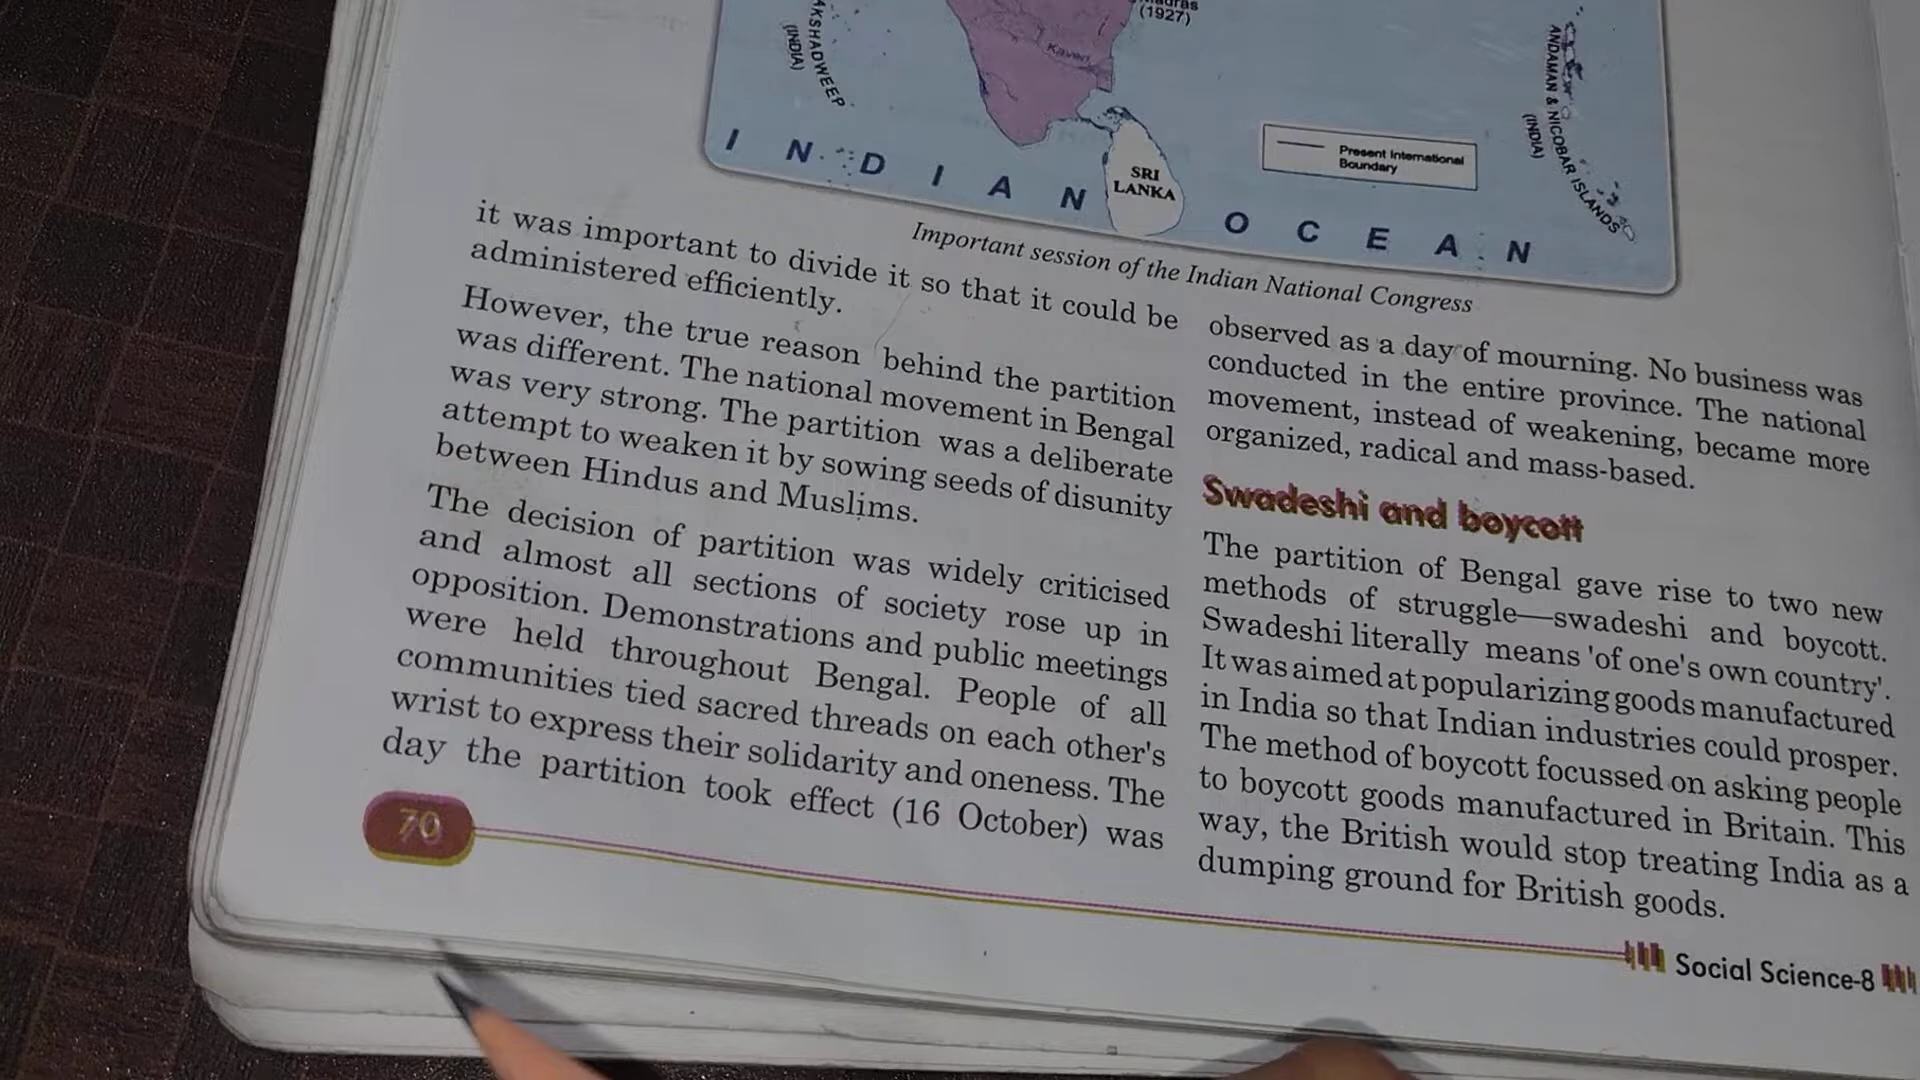 (1927)
Kaveri
AKSHADWEEP
(INDIA)
ANDAMAN & NICOBAR ISLANDS
(INDIA)
Present International
Boundary
SRI
LANKA
INDIAN OCEAN
Important session of the Indian National Congress
it was important to divide it so that it could be
administered efficiently.
However, the true reason behind the partition
was different. The national movement in Bengal
was very strong. The partition was a deliberate
attempt to weaken it by sowing seeds of disunity
between Hindus and Muslims.
The decision of partition was widely criticised
and almost all sections of society rose up in
opposition. Demonstrations and public meetings
were held throughout Bengal. People of all
communities tied sacred threads on each other's
wrist to express their solidarity and oneness. The
day the partition took effect (16 October) was
observed as a day of mourning. No business was
conducted in the entire province. The national
movement, instead of weakening, became more
organized, radical and mass-based.
Swadeshi and boycott
The partition of Bengal gave rise to two new
methods of struggle—swadeshi and boycott.
Swadeshi literally means 'of one's own country'.
It was aimed at popularizing goods manufactured
in India so that Indian industries could prosper.
The method of boycott focussed on asking people
to boycott goods manufactured in Britain. This
way, the British would stop treating India as a
dumping ground for British goods.
70
Social Science-8